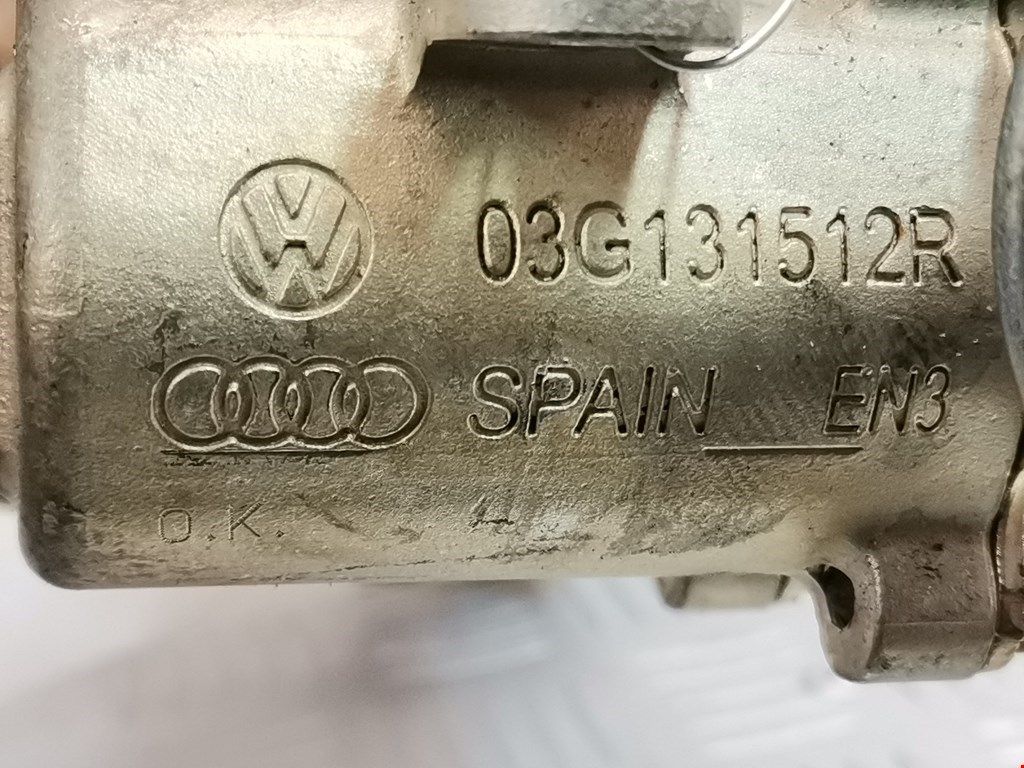 03G131512R
SPAIN EN3
O.K.